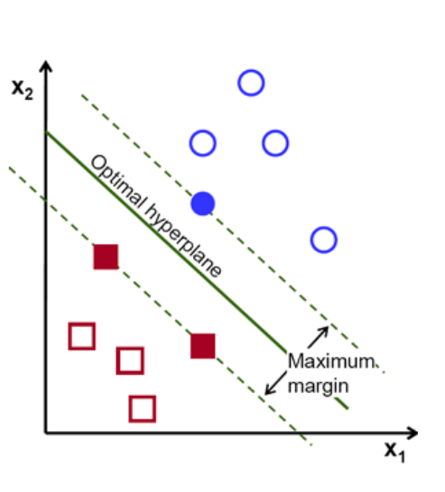 x2
Optimal hyperplane
Maximum
margin
x1